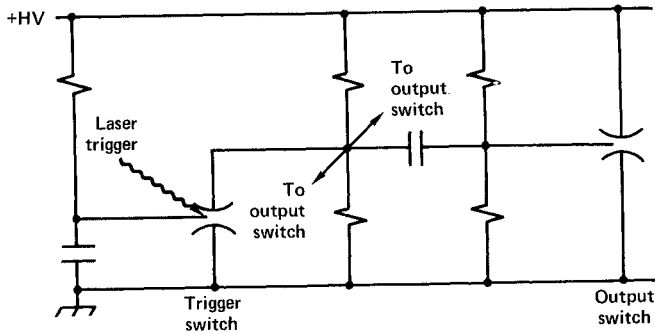 +HV
To
output
switch
Laser
trigger
To
output
switch
Trigger
switch
Output
switch